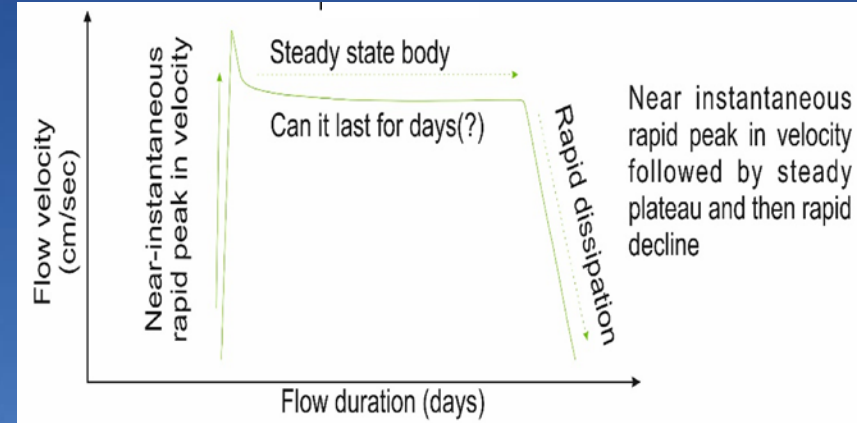 Flow velocity
(cm/sec)
Near-instantaneous
rapid peak in velocity
Steady state body
Can it last for days(?)
Rapid dissipation
Flow duration (days)
Near instantaneous
rapid peak in velocity
followed by steady
plateau and then rapid
decline